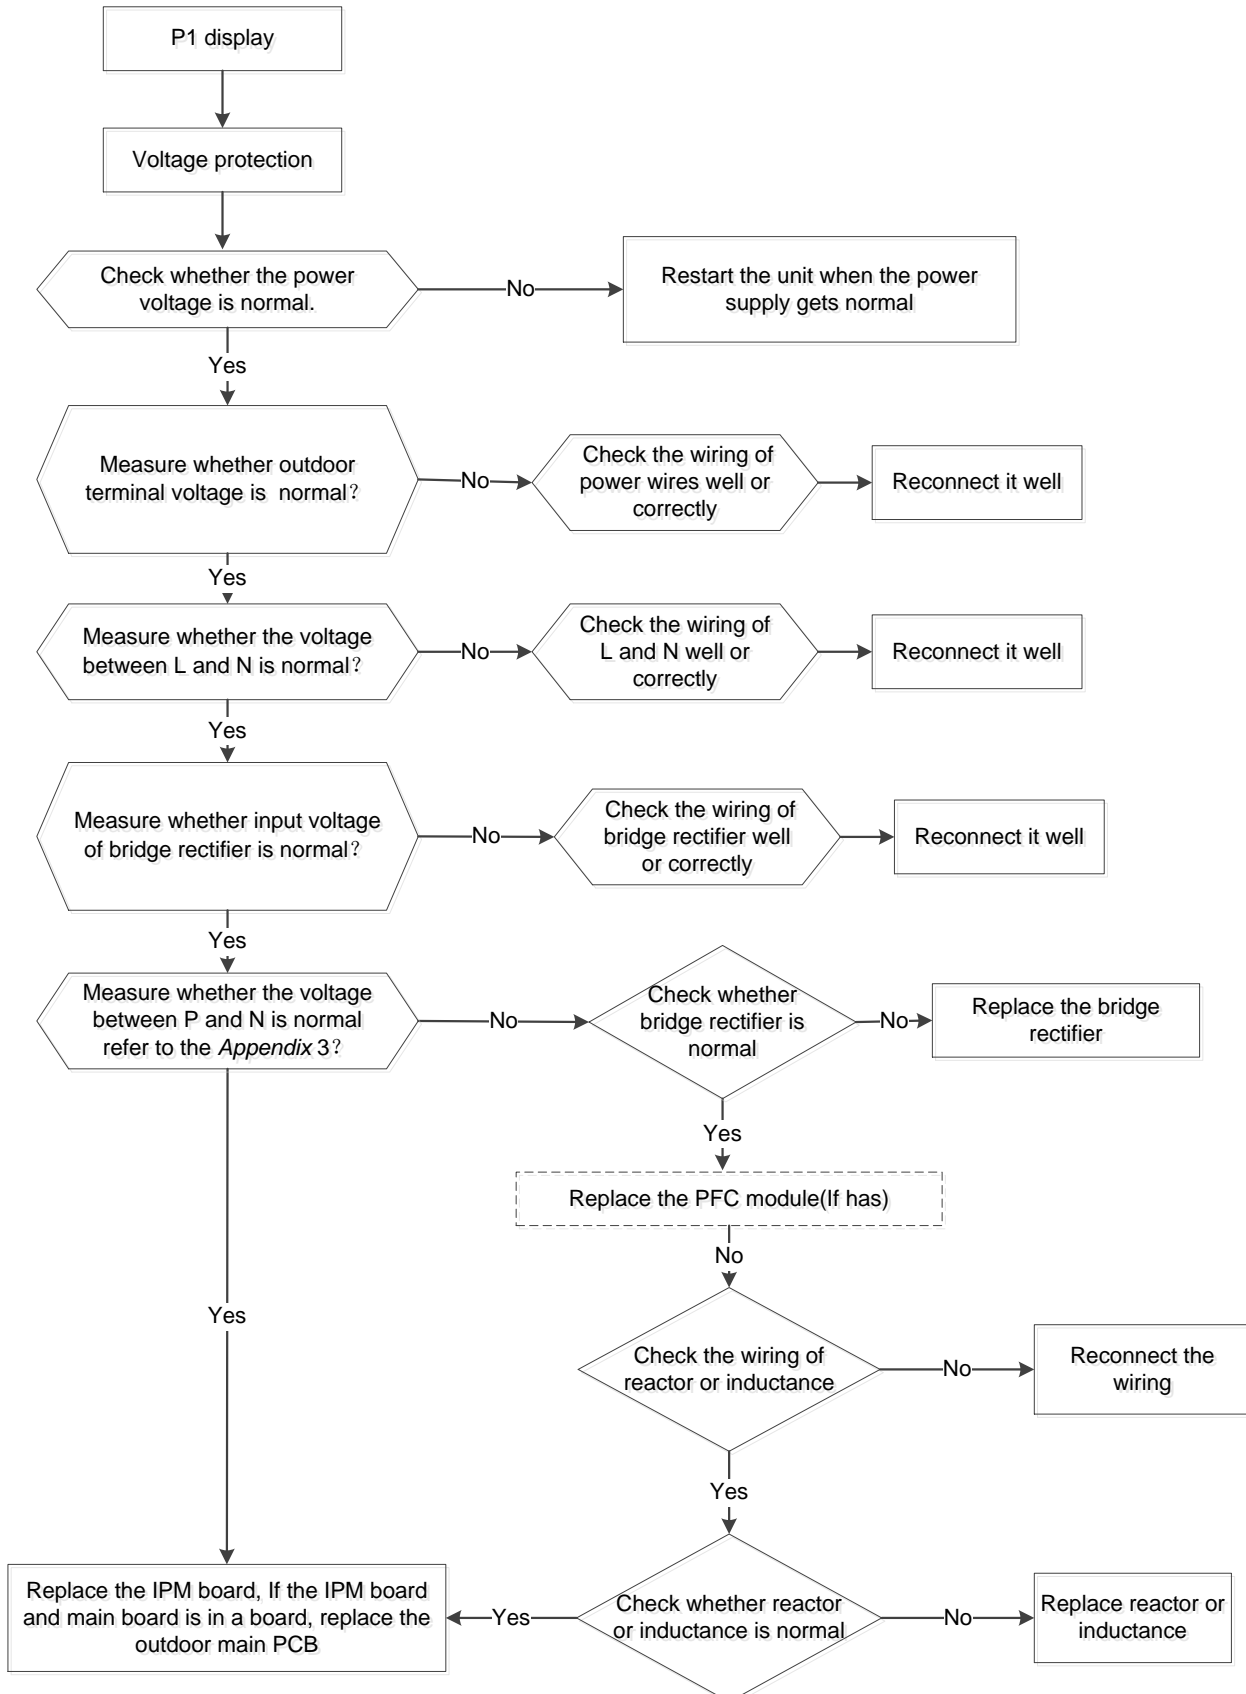 P1 display
Voltage protection
Check whether the power
voltage is normal.
No
Restart the unit when the power
supply gets normal
Yes
Measure whether outdoor
terminal voltage is  normal？
No
Check the wiring of
power wires well or
correctly
Reconnect it well
Yes
Measure whether the voltage
between L and N is normal？
No
Check the wiring of
L and N well or
correctly
Reconnect it well
Yes
Measure whether input voltage
of bridge rectifier is normal？
No
Check the wiring of
bridge rectifier well
or correctly
Reconnect it well
Yes
Measure whether the voltage
between P and N is normal
refer to the Appendix 3？
No
Check whether
bridge rectifier is
normal
No
Replace the bridge
rectifier
Yes
Replace the PFC module(If has)
No
Yes
Check the wiring of
reactor or inductance
No
Reconnect the
wiring
Yes
Replace the IPM board, If the IPM board
and main board is in a board, replace the
outdoor main PCB
Yes
Check whether reactor
or inductance is normal
No
Replace reactor or
inductance